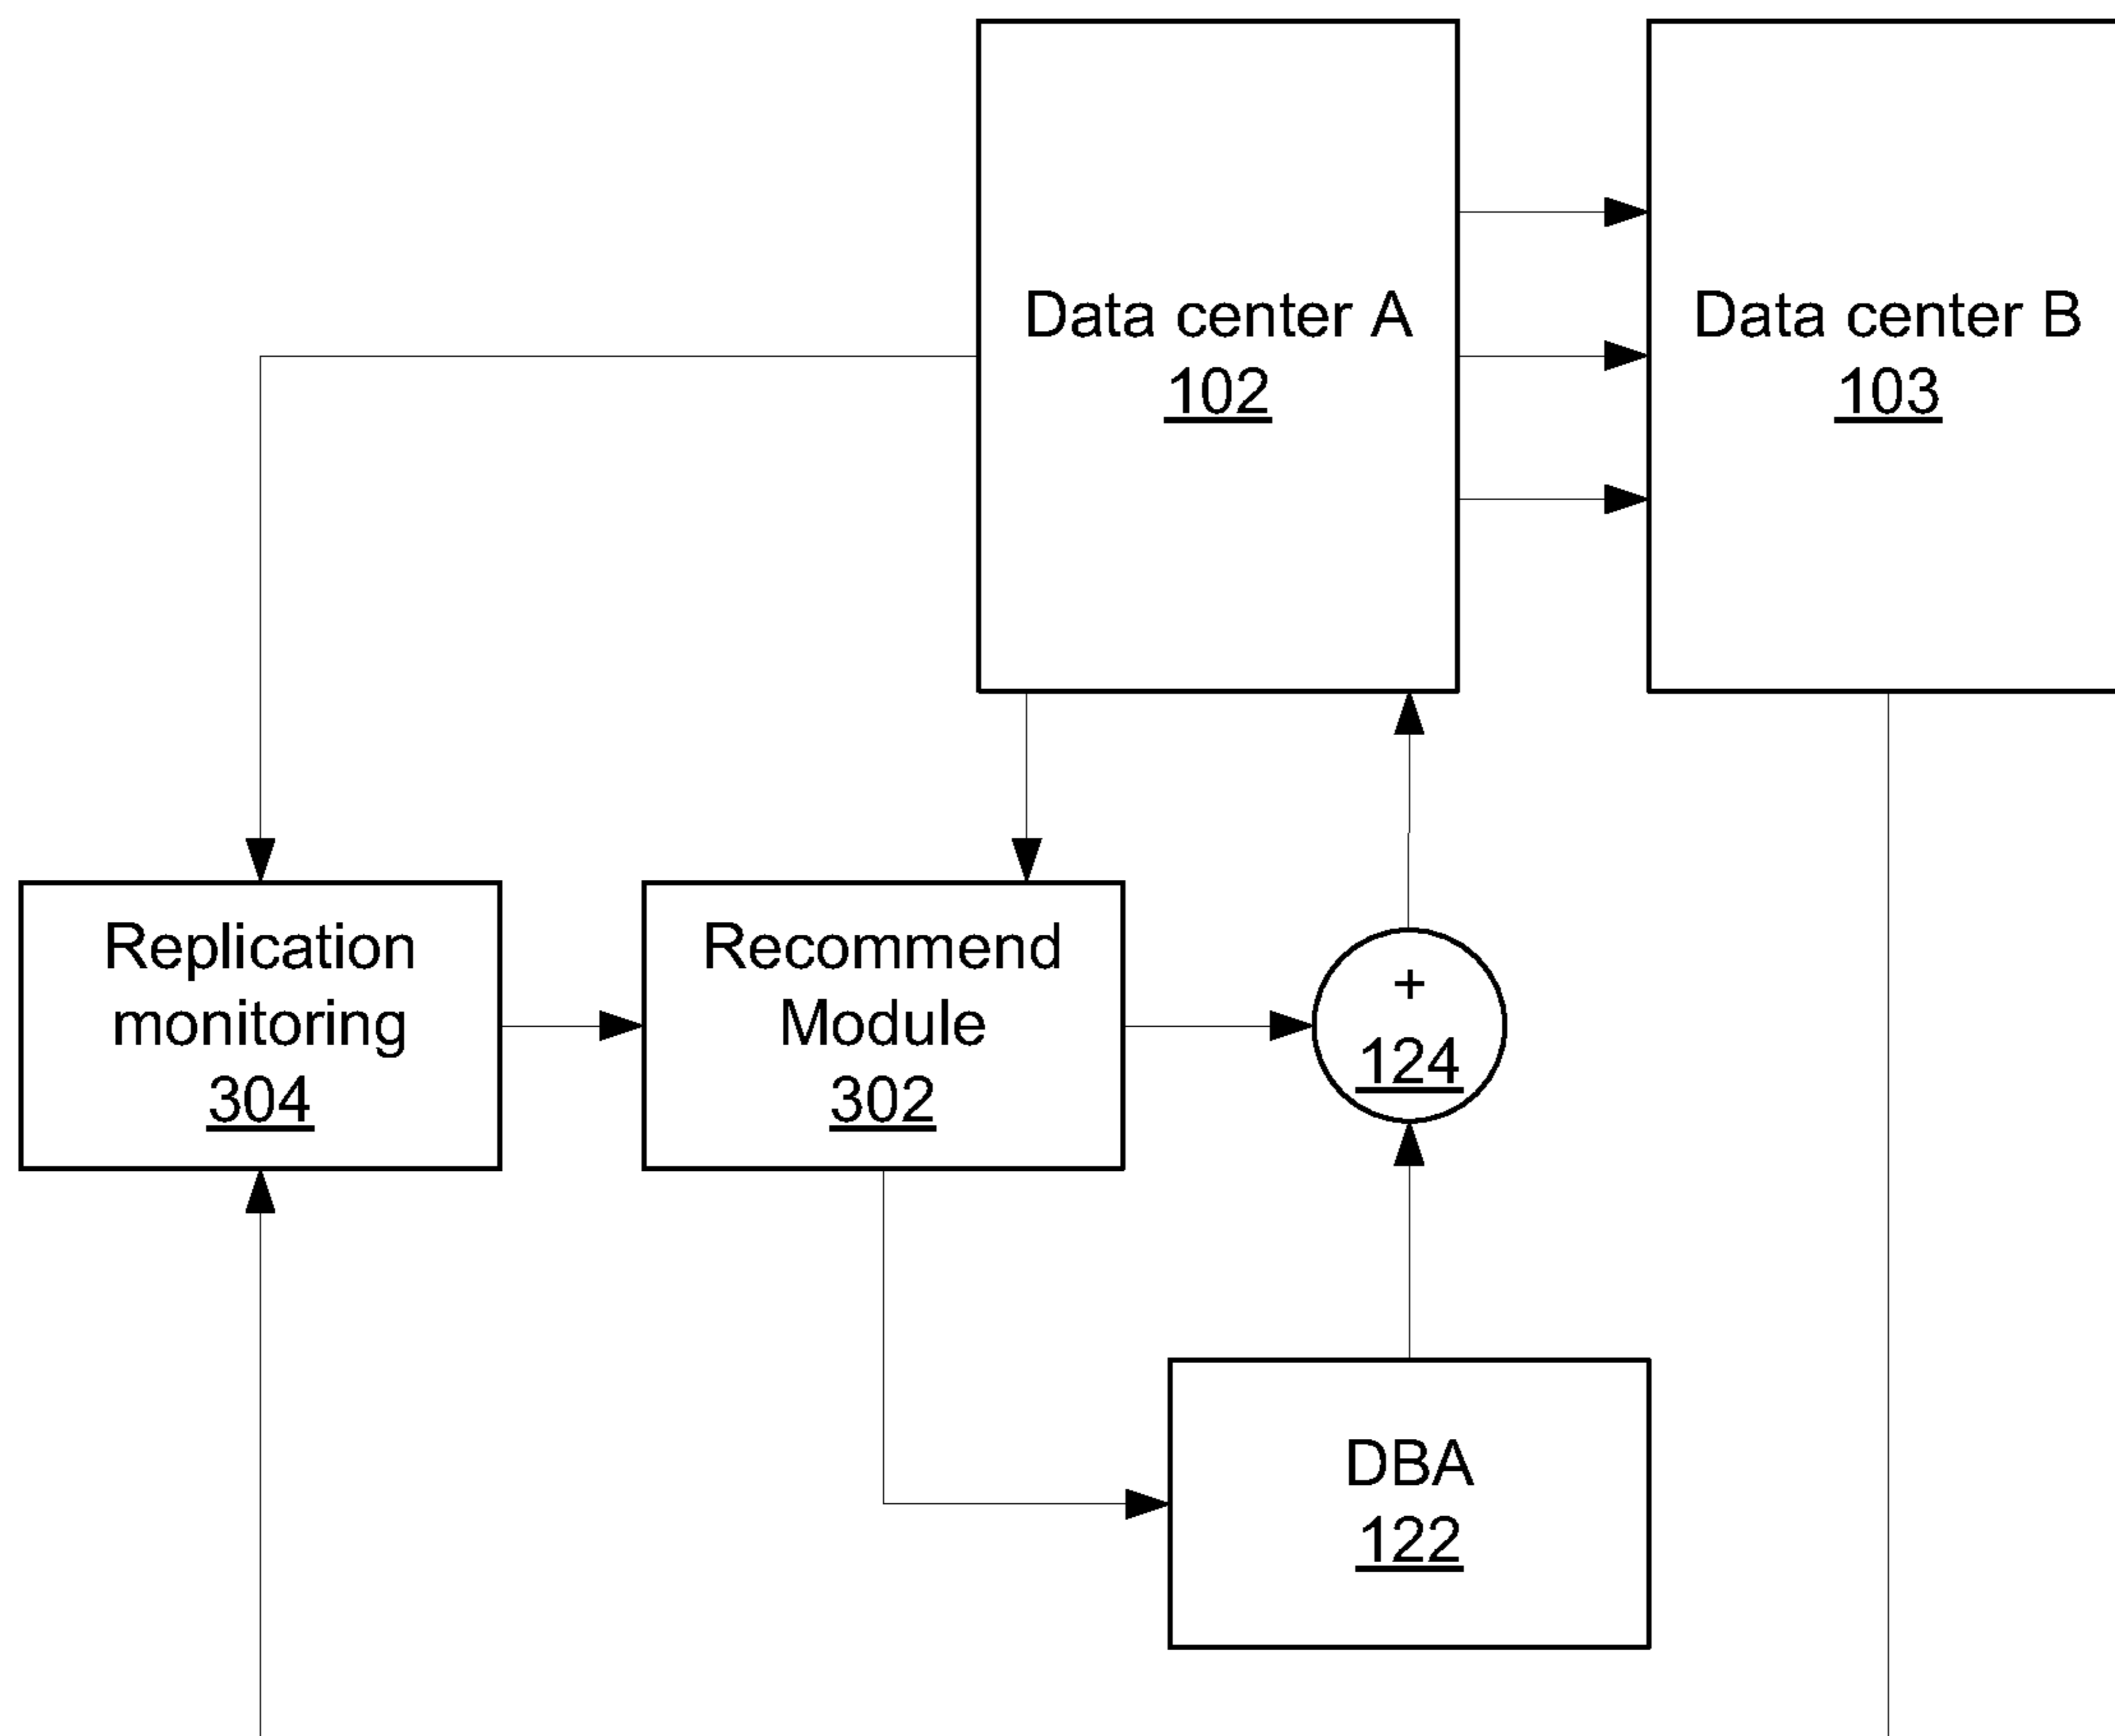 Data center A
102
Data center B
103
Replication
monitoring
304
Recommend
Module
302
+
124
DBA
122